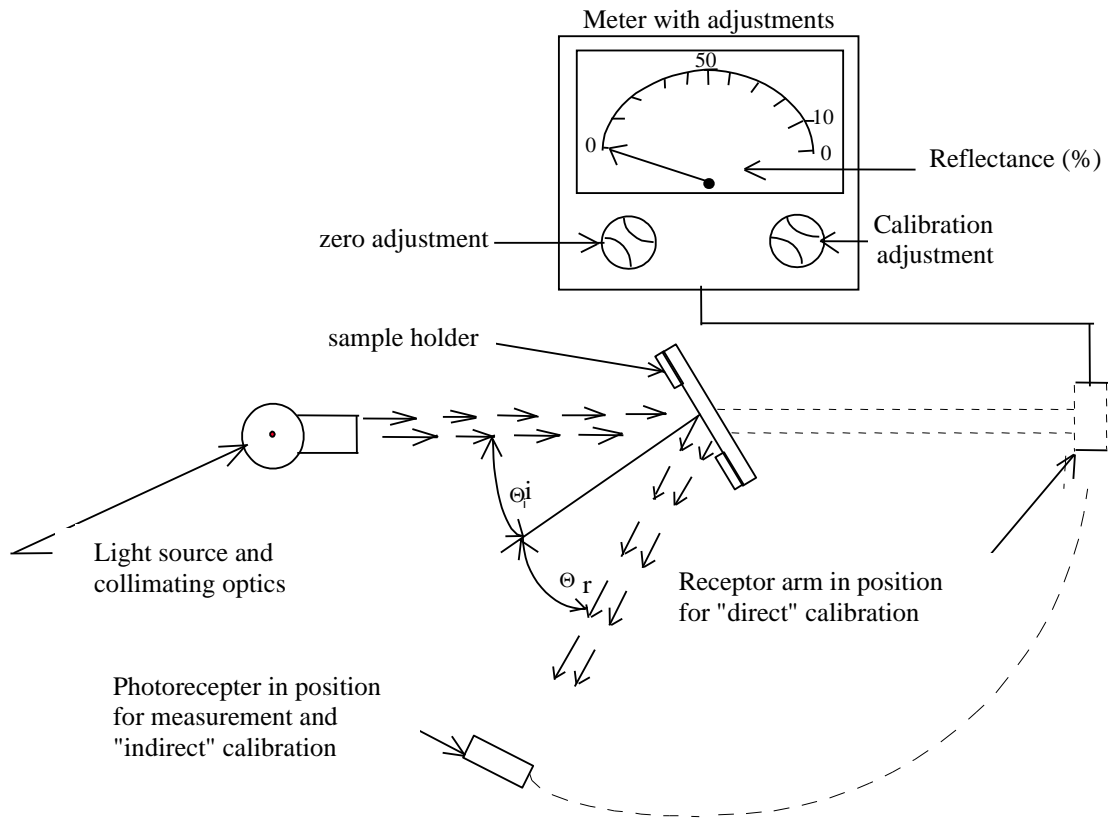 Meter with adjustments
50
10
0
0
Reflectance (%)
zero adjustment
Calibration
adjustment
sample holder
Θi
Θ r
Light source and
collimating optics
Receptor arm in position
for "direct" calibration
Photorecepter in position
for measurement and
"indirect" calibration